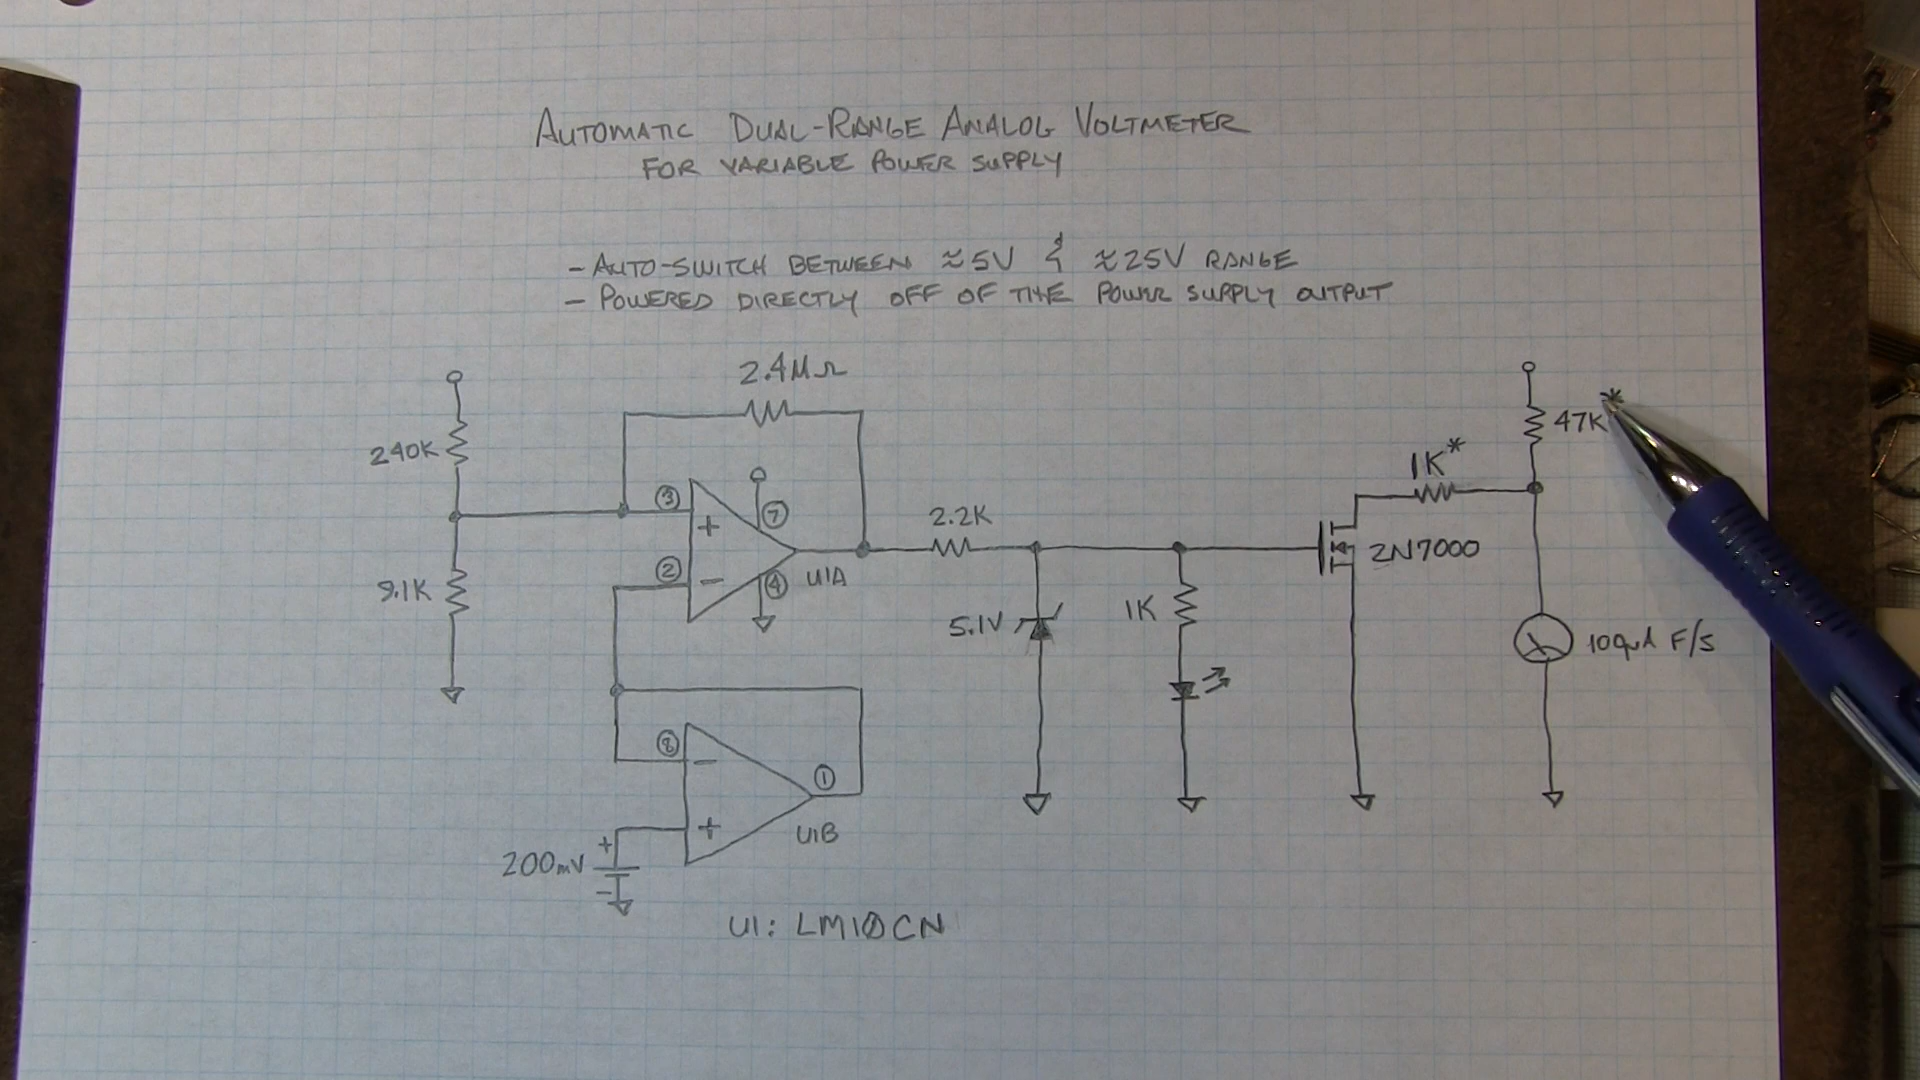 AUTOMATIC DUAL-RANGE ANALOG VOLTMETER
FOR VARIABLE POWER SUPPLY
- AUTO-SWITCH BETWEEN ≈5V & ≈25V RANGE
- POWERED DIRECTLY OFF OF THE POWER SUPPLY OUTPUT
2.4MΩ
240K
47K*
1K*
3
+
7
2.2K
2
-
4
U1A
2N7000
9.1K
5.1V
1K
100µA F/S
8
-
1
+
U1B
200mV
+
-
U1: LM10CN